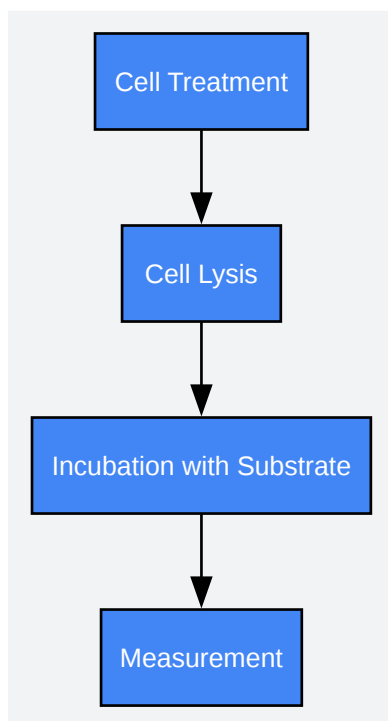 Cell Treatment
Cell Lysis
Incubation with Substrate
Measurement